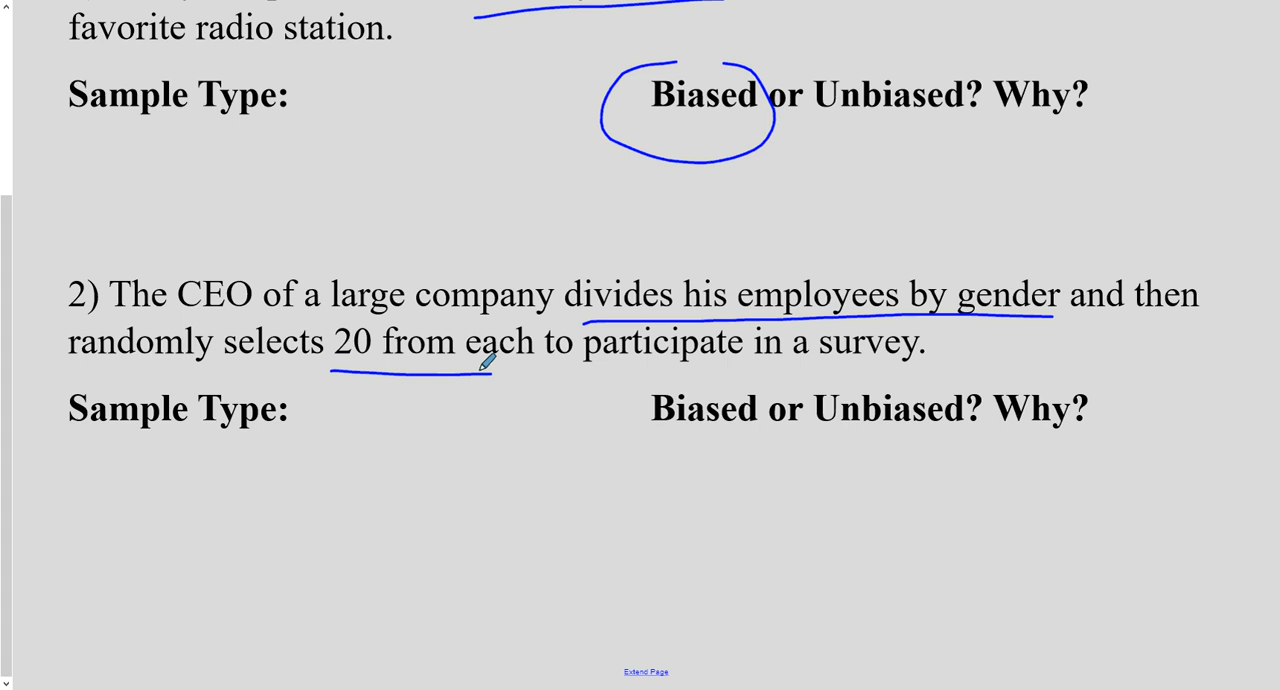 favorite radio station.
Sample Type: Biased or Unbiased? Why?
2) The CEO of a large company divides his employees by gender and then
randomly selects 20 from each to participate in a survey.
Sample Type: Biased or Unbiased? Why?
Extend Page